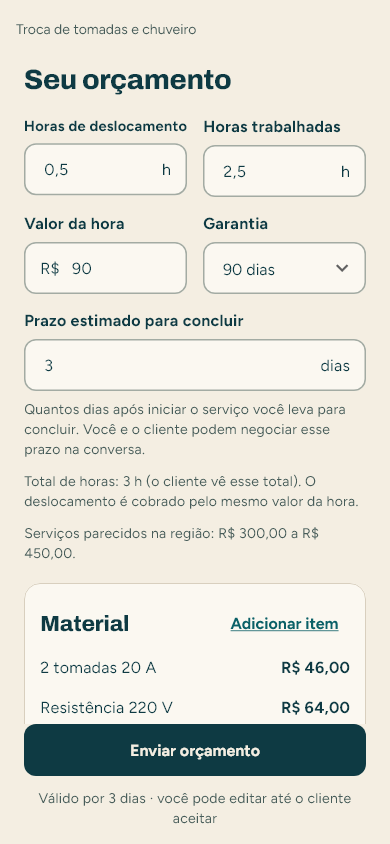 Troca de tomadas e chuveiro
Seu orçamento
Horas de deslocamento
Horas trabalhadas
0,5 h
2,5 h
Valor da hora
Garantia
R$ 90
90 dias
Prazo estimado para concluir
3 dias
Quantos dias após iniciar o serviço você leva para
concluir. Você e o cliente podem negociar esse
prazo na conversa.
Total de horas: 3 h (o cliente vê esse total). O
deslocamento é cobrado pelo mesmo valor da hora.
Serviços parecidos na região: R$ 300,00 a R$
450,00.
Material
Adicionar item
2 tomadas 20 A R$ 46,00
Resistência 220 V R$ 64,00
Enviar orçamento
Válido por 3 dias · você pode editar até o cliente
aceitar